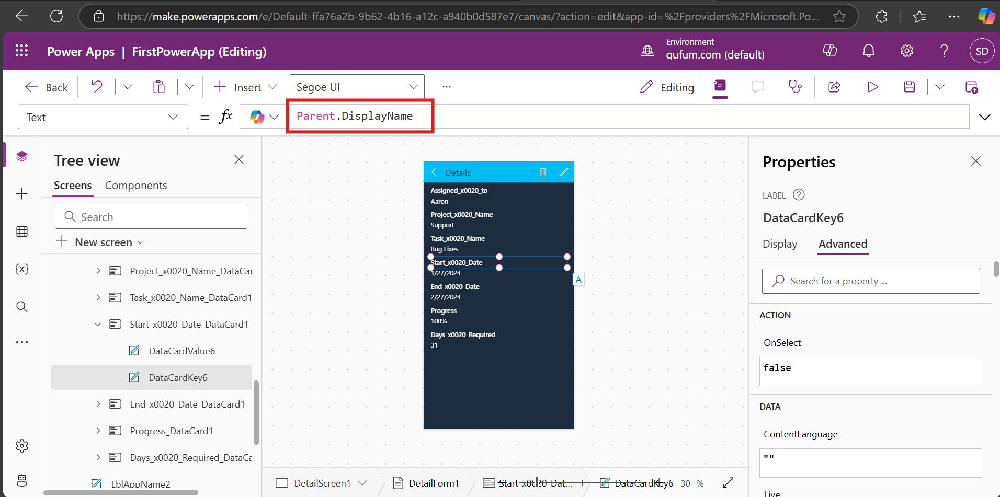 https://make.powerapps.com/e/Default-ffa76a2b-9b62-4b16-a12c-a940b0d587e7/canvas/?action=edit&app-id=%2Fproviders%2FMicrosoft.Po...
Power Apps | FirstPowerApp (Editing)
Environment
gufum.com (default)
SD
Back
Insert
Segoe UI
...
Editing
Text
= fx
Parent.DisplayName
Tree view
Screens
Components
Search
New screen
Project_x0020_Name_DataCar
Task_x0020_Name_DataCard1
Start_x0020_Date_DataCard1
DataCardValue6
DataCardKey6
End_x0020_Date_DataCard1
Progress_DataCard1
Days_x0020_Required_DataCa
LblAppName2
Details
Assigned_x0020_to
Aaron
Project_x0020_Name
Support
Task_x0020_Name
Bug Fixes
Start_x0020_Date
1/27/2024
End_x0020_Date
2/27/2024
Progress
100%
Days_x0020_Required
31
A
DetailScreen1
DetailForm1
Start_x0020_Dat...
DataCardKey6
30 %
Properties
LABEL
?
DataCardKey6
Display
Advanced
Search for a property ...
ACTION
OnSelect
false
DATA
ContentLanguage
""
Live